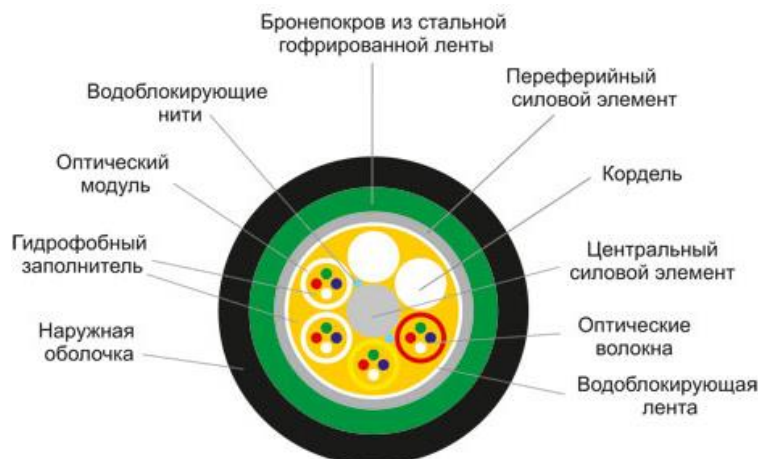 Бронепокров из стальной
гофрированной ленты
Водоблокирующие
нити
Переферийный
силовой элемент
Оптический
модуль
Кордель
Гидрофобный
заполнитель
Центральный
силовой элемент
Наружная
оболочка
Оптические
волокна
Водоблокирующая
лента